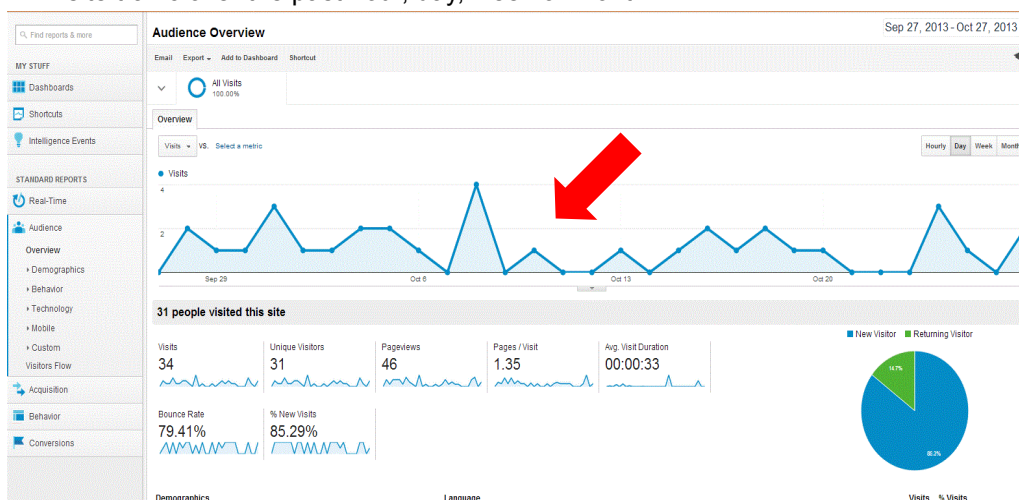 Find reports & more
MY STUFF
Dashboards
Shortcuts
Intelligence Events
STANDARD REPORTS
Real-Time
Audience
Overview
Demographics
Behavior
Technology
Mobile
Custom
Visitors Flow
Acquisition
Behavior
Conversions
Audience Overview
Sep 27, 2013 - Oct 27, 2013
Email Export Add to Dashboard Shortcut
All Visits
100.00%
Overview
Visits VS. Select a metric
Hourly Day Week Month
Visits
4
2
Sep 29 Oct 6 Oct 13 Oct 20
31 people visited this site
New Visitor Returning Visitor
Visits
34
Unique Visitors
31
Pageviews
46
Pages / Visit
1.35
Avg. Visit Duration
00:00:33
Bounce Rate
79.41%
% New Visits
85.29%
14.7%
85.3%
Demographics Language Visits % Visits